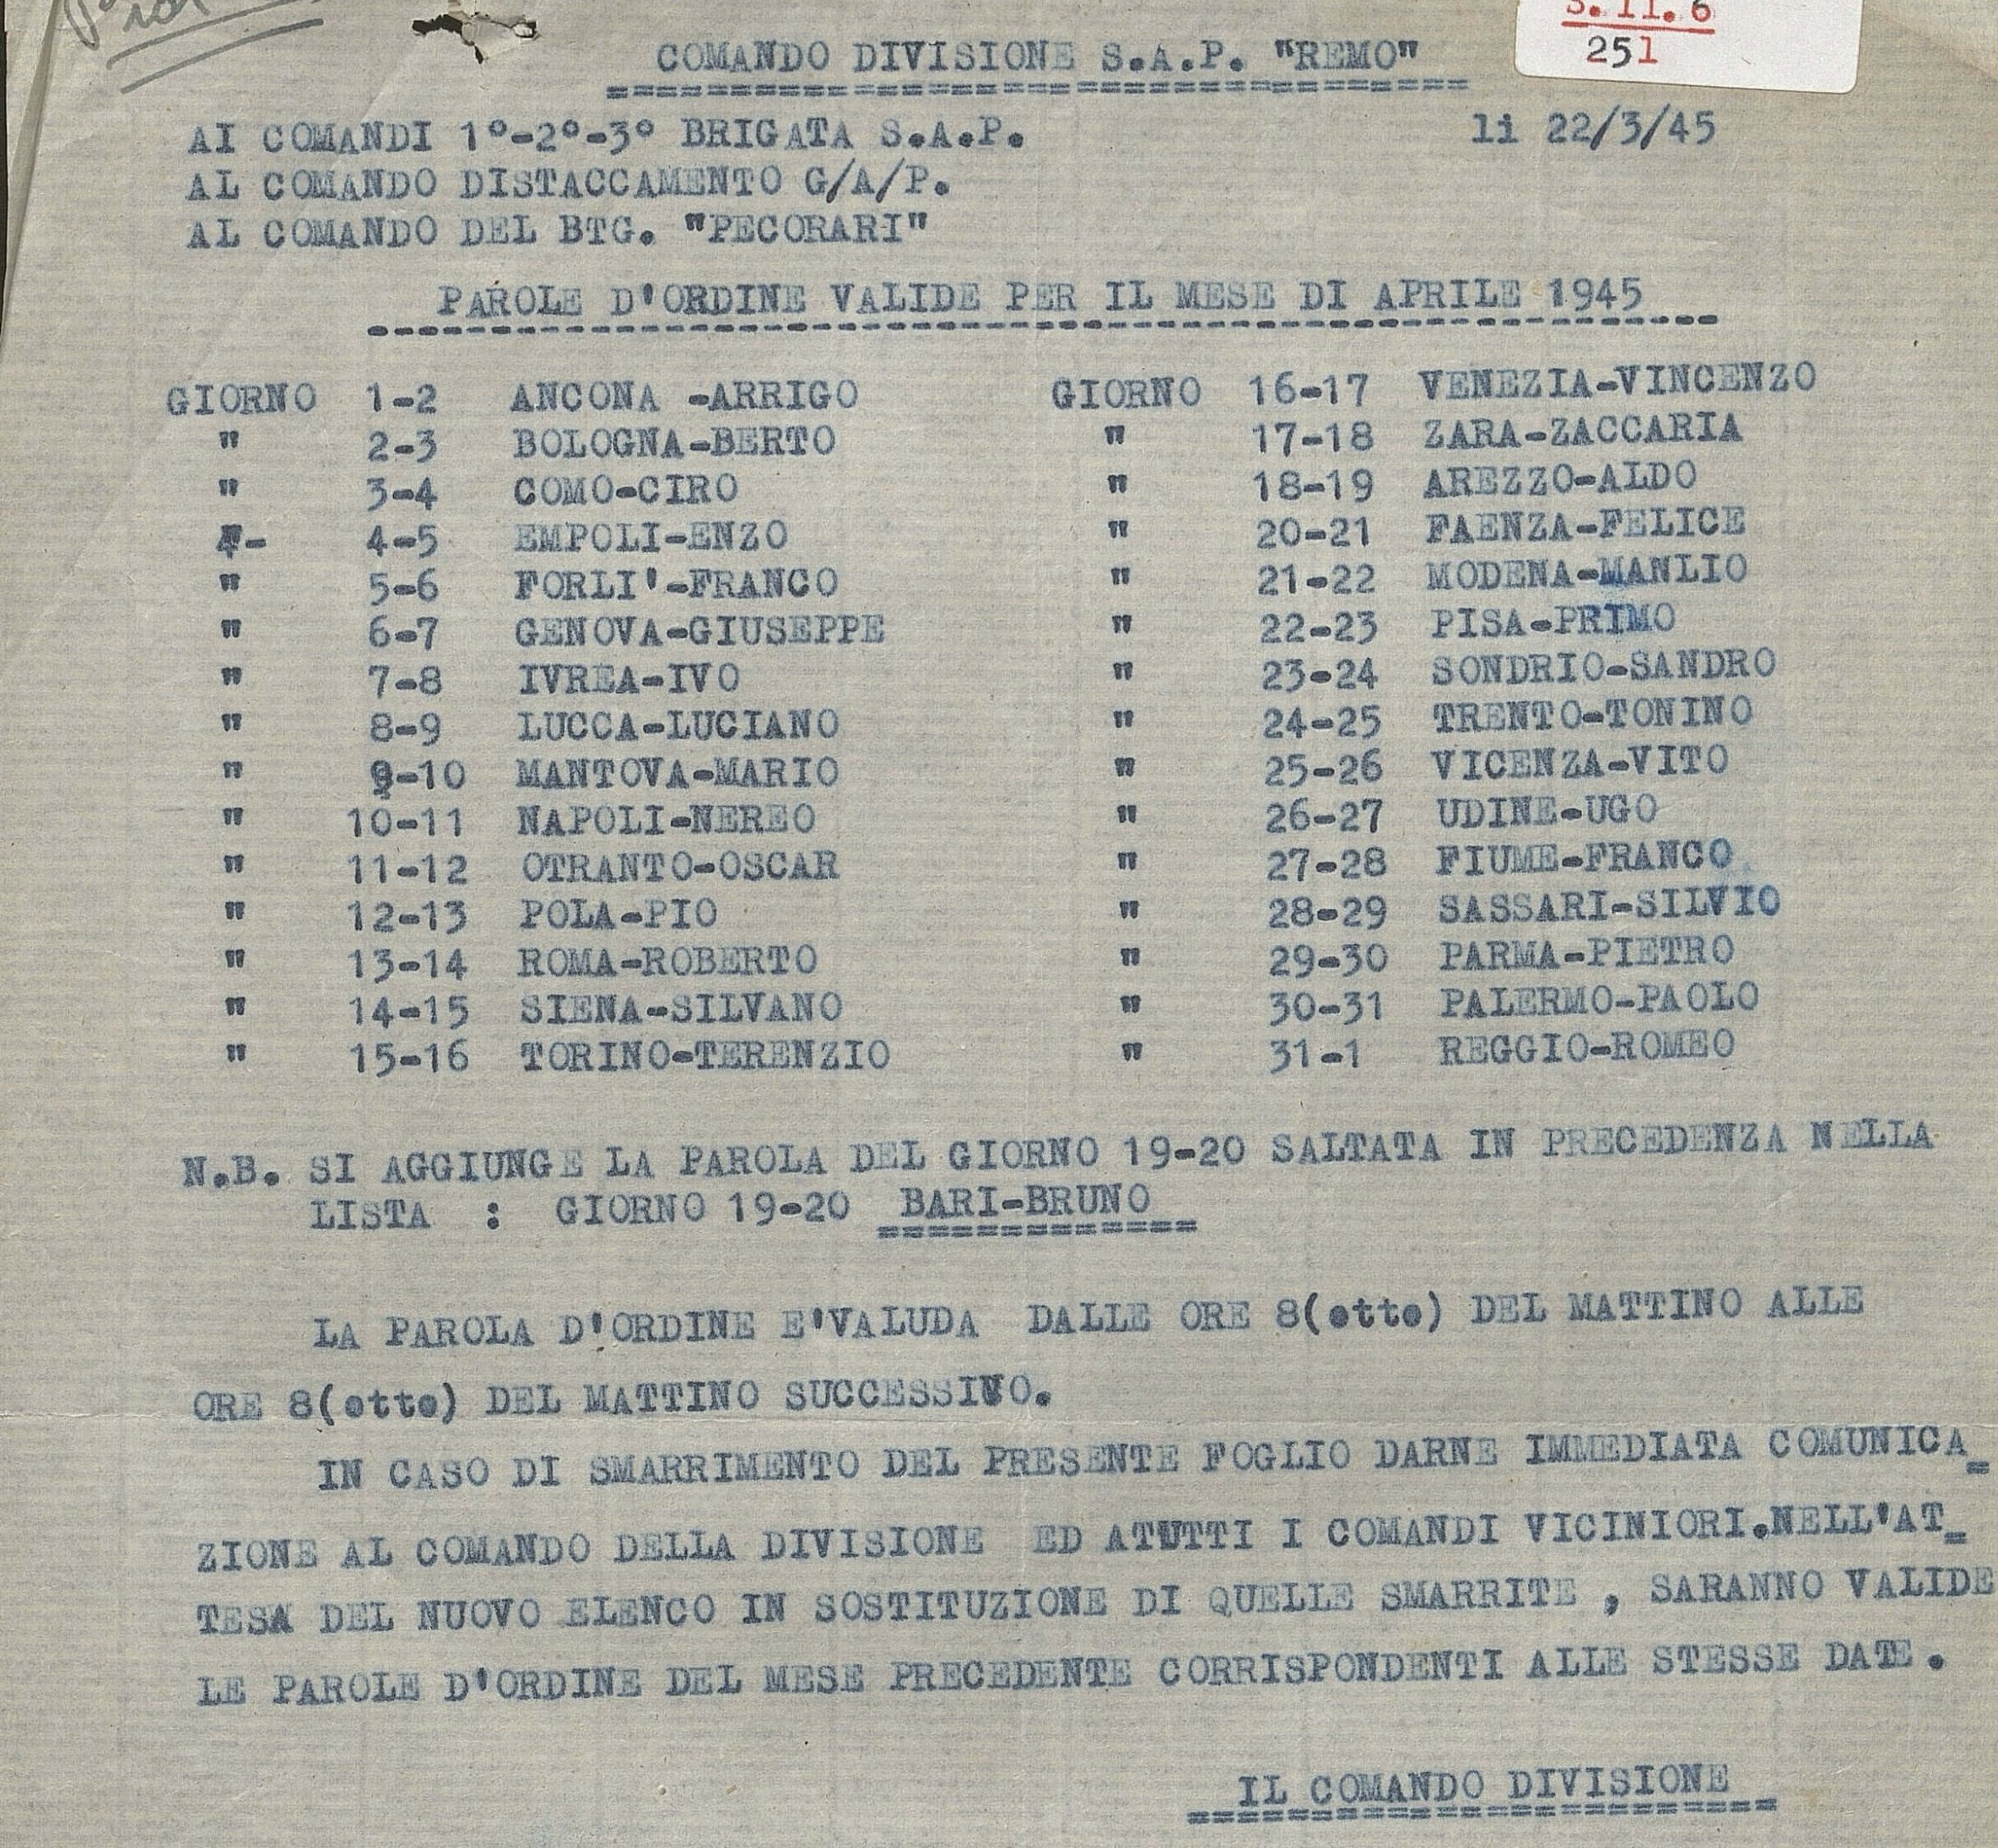 S.11.6
251
COMANDO DIVISIONE S.A.P. "REMO"
AI COMANDI 1°-2°-3° BRIGATA S.A.P. li 22/3/45
AL COMANDO DISTACCAMENTO G/A/P.
AL COMANDO DEL BTG. "PECORARI"
PAROLE D'ORDINE VALIDE PER IL MESE DI APRILE 1945
GIORNO 1-2 ANCONA -ARRIGO
" 2-3 BOLOGNA-BERTO
" 3-4 COMO-CIRO
- 4-5 EMPOLI-ENZO
" 5-6 FORLI'-FRANCO
" 6-7 GENOVA-GIUSEPPE
" 7-8 IVREA-IVO
" 8-9 LUCCA-LUCIANO
" 9-10 MANTOVA-MARIO
" 10-11 NAPOLI-NEREO
" 11-12 OTRANTO-OSCAR
" 12-13 POLA-PIO
" 13-14 ROMA-ROBERTO
" 14-15 SIENA-SILVANO
" 15-16 TORINO-TERENZIO
GIORNO 16-17 VENEZIA-VINCENZO
" 17-18 ZARA-ZACCARIA
" 18-19 AREZZO-ALDO
" 20-21 FAENZA-FELICE
" 21-22 MODENA-MANLIO
" 22-23 PISA-PRIMO
" 23-24 SONDRIO-SANDRO
" 24-25 TRENTO-TONINO
" 25-26 VICENZA-VITO
" 26-27 UDINE-UGO
" 27-28 FIUME-FRANCO
" 28-29 SASSARI-SILVIO
" 29-30 PARMA-PIETRO
" 30-31 PALERMO-PAOLO
" 31-1 REGGIO-ROMEO
N.B. SI AGGIUNGE LA PAROLA DEL GIORNO 19-20 SALTATA IN PRECEDENZA NELLA
LISTA : GIORNO 19-20 BARI-BRUNO
LA PAROLA D'ORDINE E'VALUDA DALLE ORE 8(otto) DEL MATTINO ALLE
ORE 8(otto) DEL MATTINO SUCCESSIVO.
IN CASO DI SMARRIMENTO DEL PRESENTE FOGLIO DARNE IMMEDIATA COMUNICA_
ZIONE AL COMANDO DELLA DIVISIONE ED ATUTTI I COMANDI VICINIORI.NELL'AT_
TESA DEL NUOVO ELENCO IN SOSTITUZIONE DI QUELLE SMARRITE , SARANNO VALIDE
LE PAROLE D'ORDINE DEL MESE PRECEDENTE CORRISPONDENTI ALLE STESSE DATE.
IL COMANDO DIVISIONE